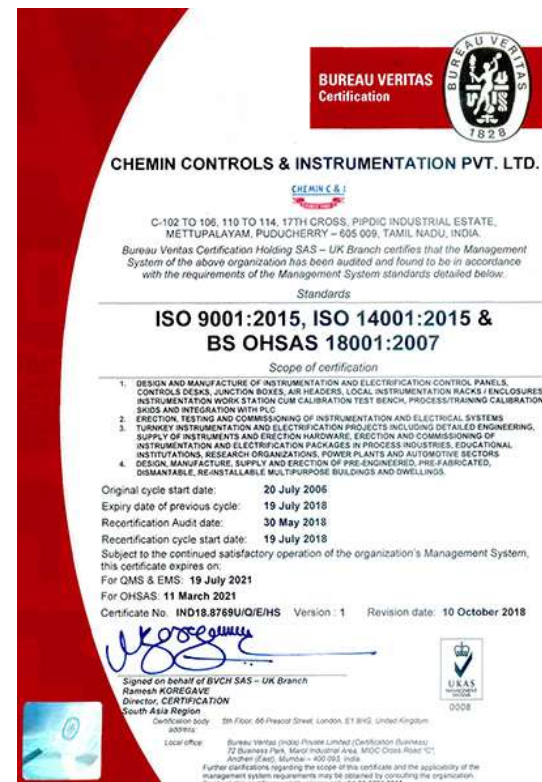 BUREAU VERITAS
Certification
BUREAU VERITAS
1828
CHEMIN CONTROLS & INSTRUMENTATION PVT. LTD.
CHEMIN C & I
C-102 TO 106, 110 TO 114, 17TH CROSS, PIPDIC INDUSTRIAL ESTATE,
METTUPALAYAM, PUDUCHERRY – 605 009, TAMIL NADU, INDIA.
Bureau Veritas Certification Holding SAS – UK Branch certifies that the Management
System of the above organization has been audited and found to be in accordance
with the requirements of the Management System standards detailed below.
Standards
ISO 9001:2015, ISO 14001:2015 &
BS OHSAS 18001:2007
Scope of certification
1. DESIGN AND MANUFACTURE OF INSTRUMENTATION AND ELECTRIFICATION CONTROL PANELS,
CONTROLS DESKS, JUNCTION BOXES, AIR HEADERS, LOCAL INSTRUMENTATION RACKS / ENCLOSURES
INSTRUMENTATION WORK STATION CUM CALIBRATION TEST BENCH, PROCESS/TRAINING CALIBRATION
SKIDS AND INTEGRATION WITH PLC
2. ERECTION, TESTING AND COMMISSIONING OF INSTRUMENTATION AND ELECTRICAL SYSTEMS
3. TURNKEY INSTRUMENTATION AND ELECTRIFICATION PROJECTS INCLUDING DETAILED ENGINEERING,
SUPPLY OF INSTRUMENTS AND ERECTION HARDWARE, ERECTION AND COMMISSIONING OF
INSTRUMENTATION AND ELECTRIFICATION PACKAGES IN PROCESS INDUSTRIES, EDUCATIONAL
INSTITUTIONS, RESEARCH ORGANIZATIONS, POWER PLANTS AND AUTOMOTIVE SECTORS
4. DESIGN, MANUFACTURE, SUPPLY AND ERECTION OF PRE-ENGINEERED, PRE-FABRICATED,
DISMANTABLE, RE-INSTALLABLE MULTIPURPOSE BUILDINGS AND DWELLINGS.
Original cycle start date: 20 July 2006
Expiry date of previous cycle: 19 July 2018
Recertification Audit date: 30 May 2018
Recertification cycle start date: 19 July 2018
Subject to the continued satisfactory operation of the organization's Management System,
this certificate expires on:
For QMS & EMS: 19 July 2021
For OHSAS: 11 March 2021
Certificate No. IND18.8769U/Q/E/HS Version : 1 Revision date: 10 October 2018
Signed on behalf of BVCH SAS – UK Branch
Ramesh KOREGAVE
Director, CERTIFICATION
South Asia Region
UKAS
MANAGEMENT
SYSTEMS
0008
Certification body address: 5th Floor, 66 Prescot Street, London, E1 8HG, United Kingdom
Local office: Bureau Veritas (India) Private Limited (Certification Business)
72 Business Park, Marol Industrial Area, MIDC Cross Road "C",
Andheri (East), Mumbai – 400 093, India.
Further clarifications regarding the scope of this certificate and the applicability of the
management system requirements may be obtained by consulting the organization.